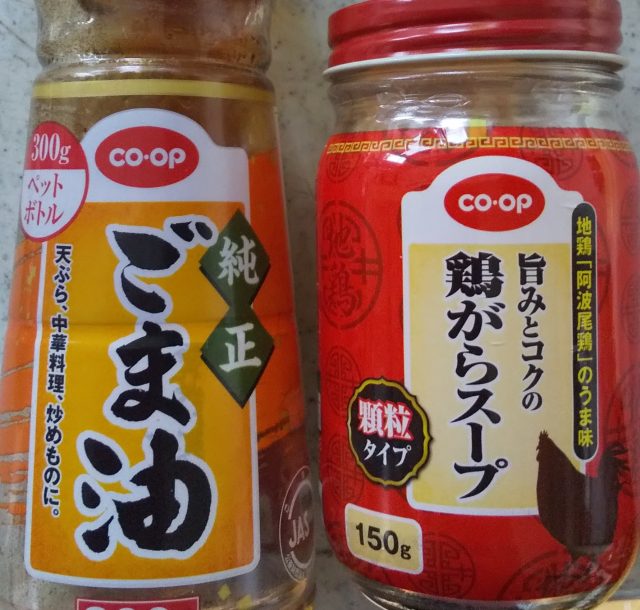 300g
ペット
ボトル
CO・OP
純正
ごま油
天ぷら、中華料理、炒めものに。
JAS
CO・OP
地鶏「阿波尾鶏」のうま味
旨みとコクの
鶏がらスープ
顆粒
タイプ
150g
地鶏